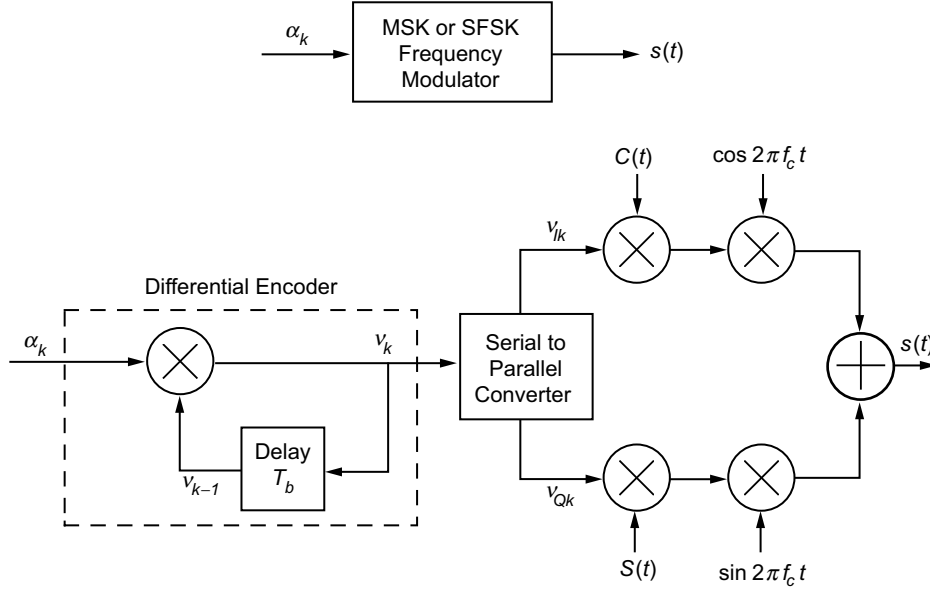 α_k
MSK or SFSK
Frequency
Modulator
s(t)
C(t)
cos 2πf_c t
ν_Ik
Differential Encoder
α_k
ν_k
Serial to
Parallel
Converter
s(t)
Delay
T_b
ν_k−1
ν_Qk
S(t)
sin 2πf_c t